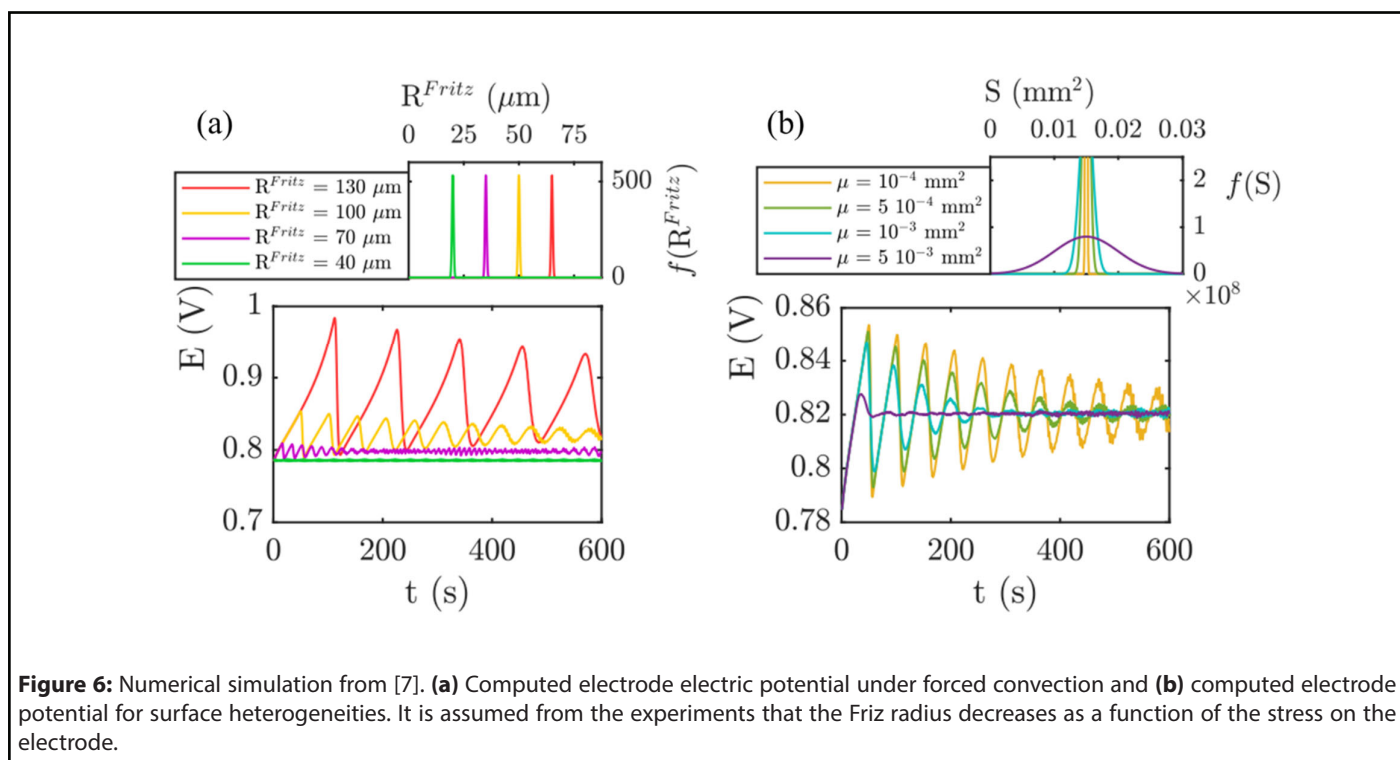 (a)
R^Fritz (μm)
0 25 50 75
R^Fritz = 130 μm
R^Fritz = 100 μm
R^Fritz = 70 μm
R^Fritz = 40 μm
500
0
f(R^Fritz)
E (V)
1
0.9
0.8
0.7
0 200 400 600
t (s)
(b)
S (mm²)
0 0.01 0.02 0.03
μ = 10⁻⁴ mm²
μ = 5 10⁻⁴ mm²
μ = 10⁻³ mm²
μ = 5 10⁻³ mm²
2
1
0
f(S)
×10⁸
E (V)
0.86
0.84
0.82
0.8
0.78
0 200 400 600
t (s)
Figure 6: Numerical simulation from [7]. (a) Computed electrode electric potential under forced convection and (b) computed electrode
potential for surface heterogeneities. It is assumed from the experiments that the Friz radius decreases as a function of the stress on the
electrode.